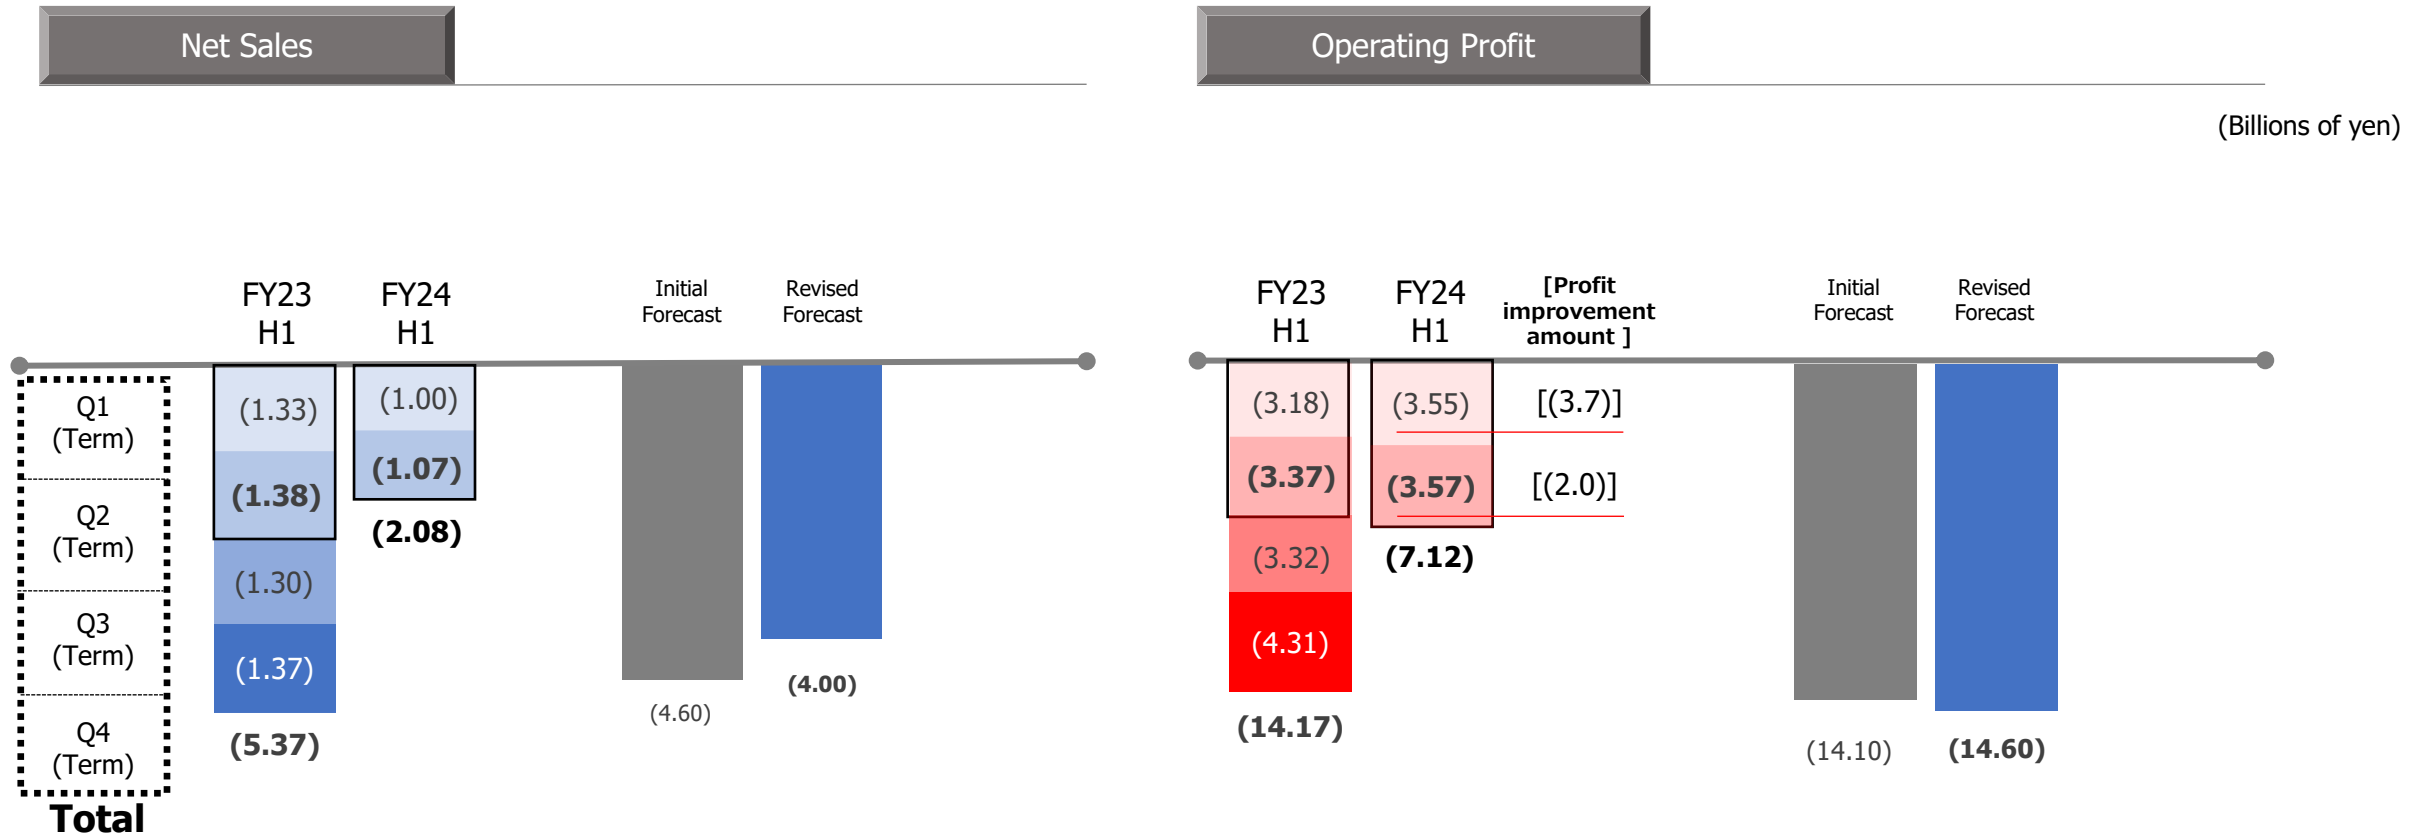 Net Sales
Operating Profit
(Billions of yen)
FY23
H1
FY24
H1
Initial
Forecast
Revised
Forecast
Q1
(Term)
Q2
(Term)
Q3
(Term)
Q4
(Term)
Total
(1.33)
(1.38)
(1.30)
(1.37)
(5.37)
(1.00)
(1.07)
(2.08)
(4.60)
(4.00)
FY23
H1
FY24
H1
[Profit
improvement
amount ]
Initial
Forecast
Revised
Forecast
(3.18)
(3.37)
(3.32)
(4.31)
(14.17)
(3.55)
(3.57)
(7.12)
[(3.7)]
[(2.0)]
(14.10)
(14.60)